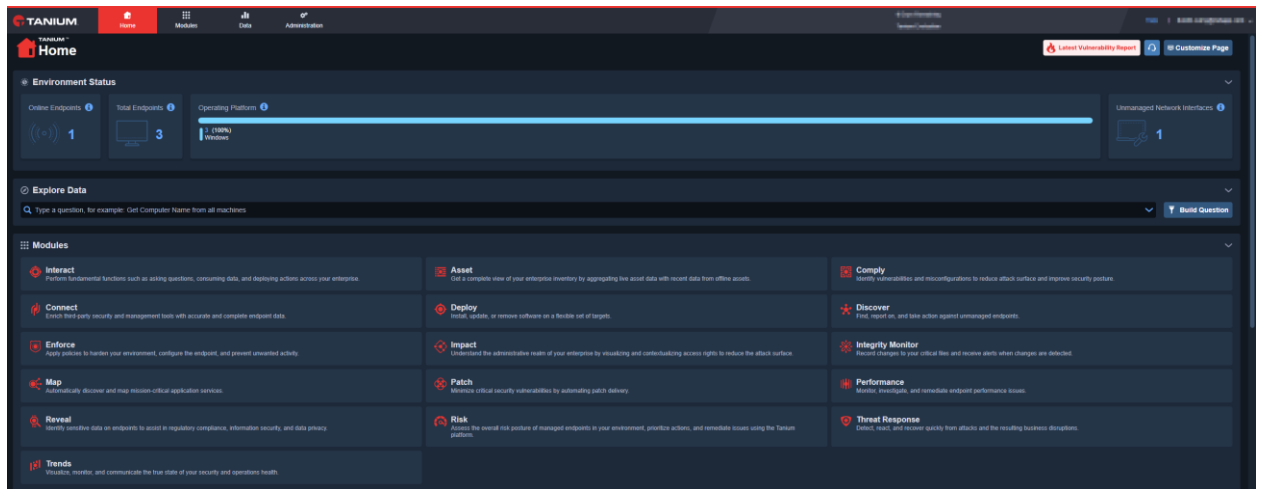 TANIUM
Home
Modules
Data
Administration
TANIUM
Home
Latest Vulnerability Report
Customize Page
Environment Status
Online Endpoints
1
Total Endpoints
3
Operating Platform
3 (100%)
Windows
Unmanaged Network Interfaces
1
Explore Data
Type a question, for example: Get Computer Name from all machines
Build Question
Modules
Interact
Perform fundamental functions such as asking questions, consuming data, and deploying actions across your enterprise.
Asset
Get a complete view of your enterprise inventory by aggregating live asset data with recent data from offline assets.
Comply
Identify vulnerabilities and misconfigurations to reduce attack surface and improve security posture.
Connect
Enrich third-party security and management tools with accurate and complete endpoint data.
Deploy
Install, update, or remove software on a flexible set of targets.
Discover
Find, report on, and take action against unmanaged endpoints.
Enforce
Apply policies to harden your environment, configure the endpoint, and prevent unwanted activity.
Impact
Understand the administrative realm of your enterprise by visualizing and contextualizing access rights to reduce the attack surface.
Integrity Monitor
Record changes to your critical files and receive alerts when changes are detected.
Map
Automatically discover and map mission-critical application services.
Patch
Minimize critical security vulnerabilities by automating patch delivery.
Performance
Monitor, investigate, and remediate endpoint performance issues.
Reveal
Identify sensitive data on endpoints to assist in regulatory compliance, information security, and data privacy.
Risk
Assess the overall risk posture of managed endpoints in your environment, prioritize actions, and remediate issues using the Tanium
platform.
Threat Response
Detect, react, and recover quickly from attacks and the resulting business disruptions.
Trends
Visualize, monitor, and communicate the true state of your security and operations health.